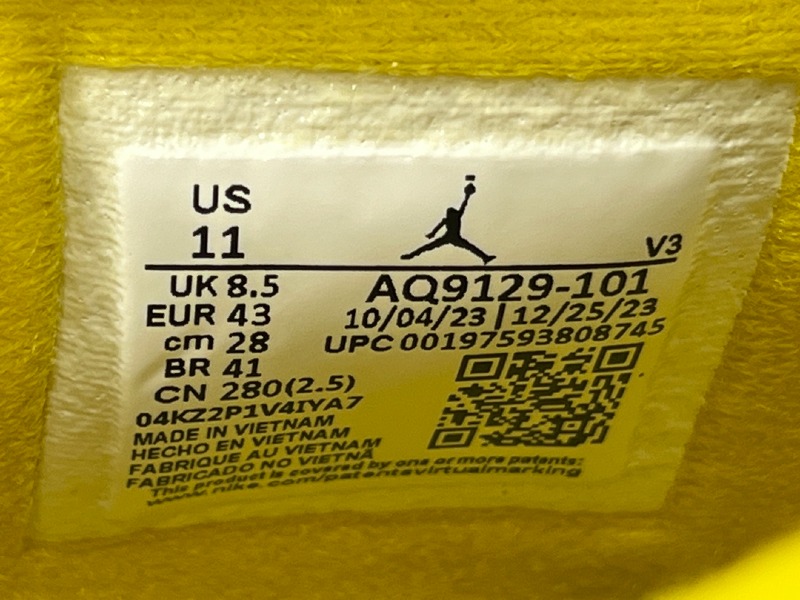 US
11
V3
UK 8.5
EUR 43
cm 28
BR 41
CN 280(2.5)
AQ9129-101
10/04/23 | 12/25/23
UPC 00197593808745
04KZ2P1V4IYA7
MADE IN VIETNAM
HECHO EN VIETNAM
FABRIQUE AU VIETNAM
FABRICADO NO VIETNÃ
This product is covered by one or more patents:
www.nike.com/patentsvirtualmarking